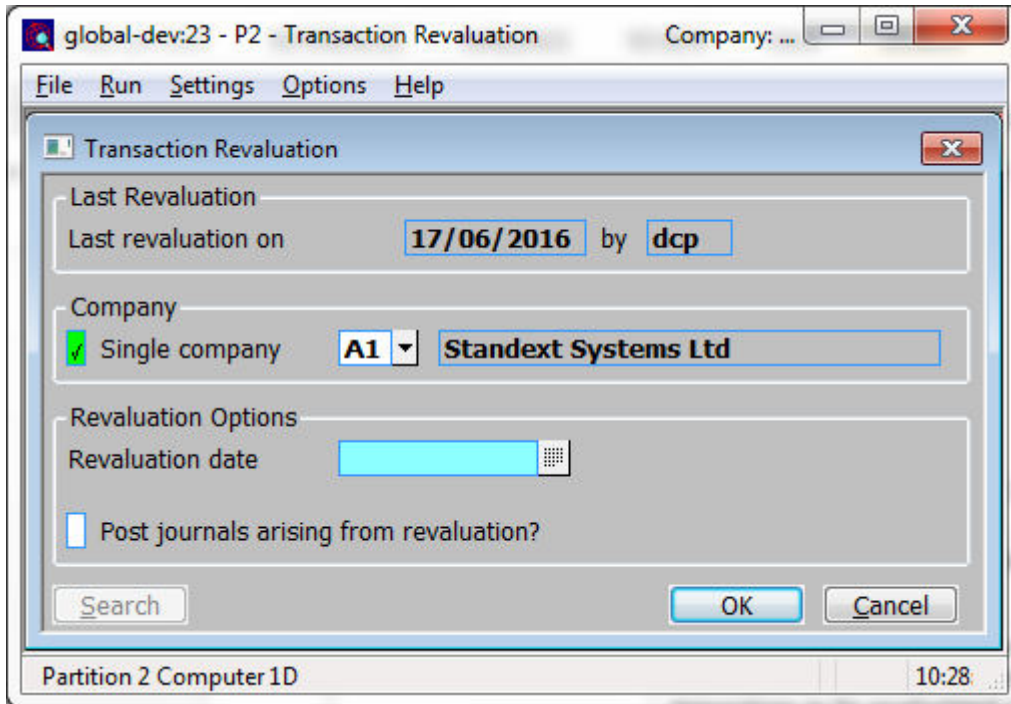 global-dev:23 - P2 - Transaction Revaluation Company: ...
File Run Settings Options Help
Transaction Revaluation
Last Revaluation
Last revaluation on 17/06/2016 by dcp
Company
Single company A1 Standext Systems Ltd
Revaluation Options
Revaluation date
Post journals arising from revaluation?
Search OK Cancel
Partition 2 Computer 1D 10:28